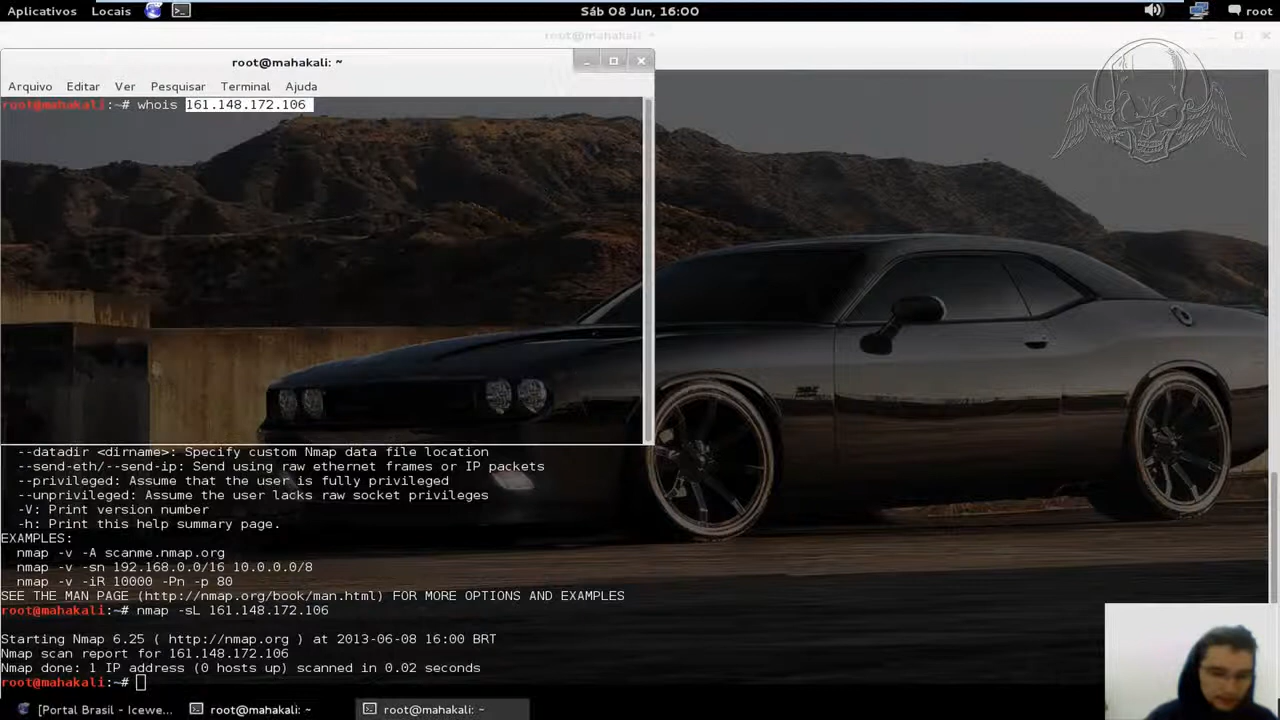 Aplicativos Locais Sáb 08 Jun, 16:00 root
root@mahakali: ~
root@mahakali: ~
Arquivo Editar Ver Pesquisar Terminal Ajuda
root@mahakali:~# whois 161.148.172.106
--datadir <dirname>: Specify custom Nmap data file location
--send-eth/--send-ip: Send using raw ethernet frames or IP packets
--privileged: Assume that the user is fully privileged
--unprivileged: Assume the user lacks raw socket privileges
-V: Print version number
-h: Print this help summary page.
EXAMPLES:
nmap -v -A scanme.nmap.org
nmap -v -sn 192.168.0.0/16 10.0.0.0/8
nmap -v -iR 10000 -Pn -p 80
SEE THE MAN PAGE (http://nmap.org/book/man.html) FOR MORE OPTIONS AND EXAMPLES
root@mahakali:~# nmap -sL 161.148.172.106
Starting Nmap 6.25 ( http://nmap.org ) at 2013-06-08 16:00 BRT
Nmap scan report for 161.148.172.106
Nmap done: 1 IP address (0 hosts up) scanned in 0.02 seconds
root@mahakali:~#
[Portal Brasil - Icewe... root@mahakali: ~ root@mahakali: ~